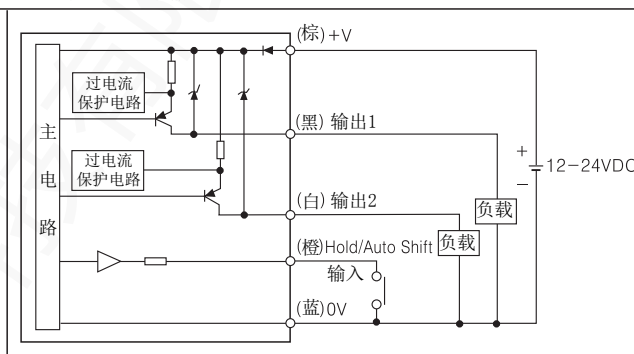 (棕)+V
过电流
保护电路
(黑) 输出1
主
电
路
过电流
保护电路
+
12-24VDC
−
(白) 输出2
负载
负载
(橙)Hold/Auto Shift
输入
(蓝)0V